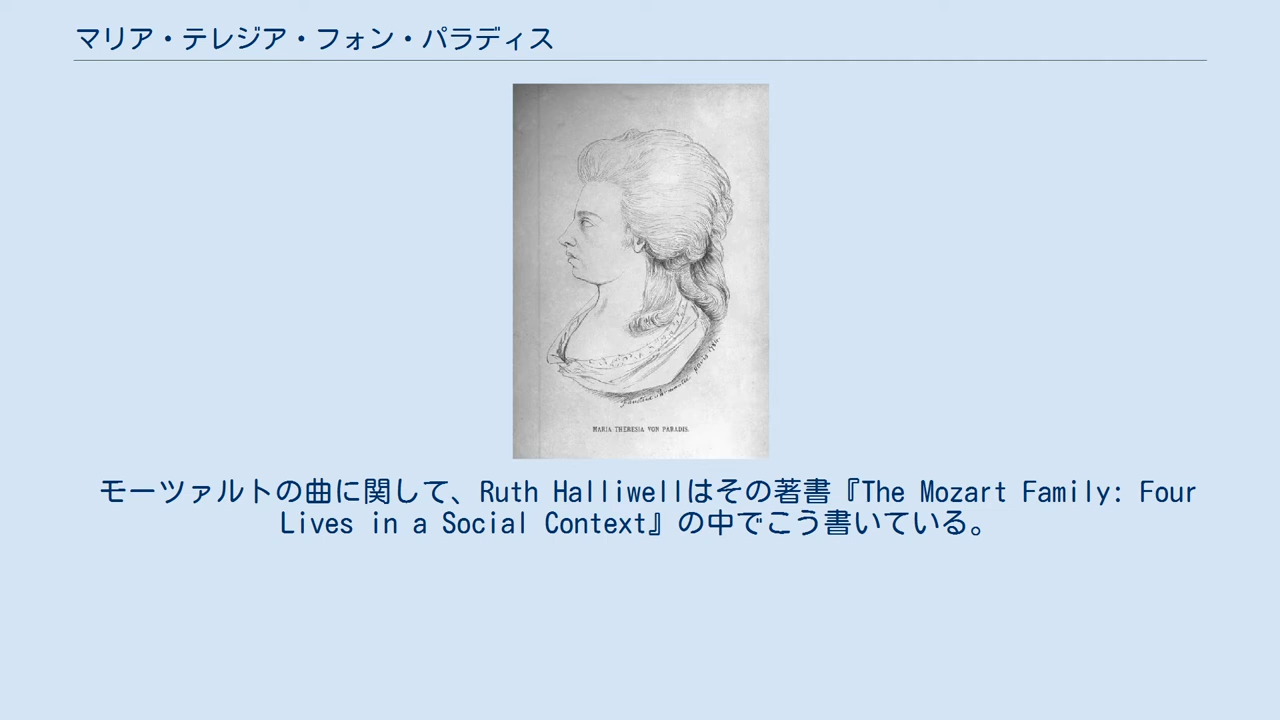 マリア・テレジア・フォン・パラディス
MARIA THERESIA VON PARADIS.
モーツァルトの曲に関して、Ruth Halliwellはその著書『The Mozart Family: Four
Lives in a Social Context』の中でこう書いている。